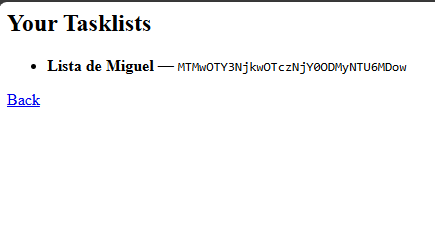 Your Tasklists
• Lista de Miguel — MTMwOTY3NjkwOTczNjY0ODMyNTU6MDow
Back